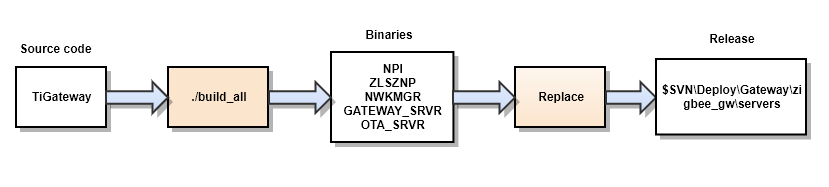 Source code
TiGateway
./build_all
Binaries
NPI
ZLSZNP
NWKMGR
GATEWAY_SRVR
OTA_SRVR
Replace
Release
$SVN\Deploy\Gateway\zi
gbee_gw\servers